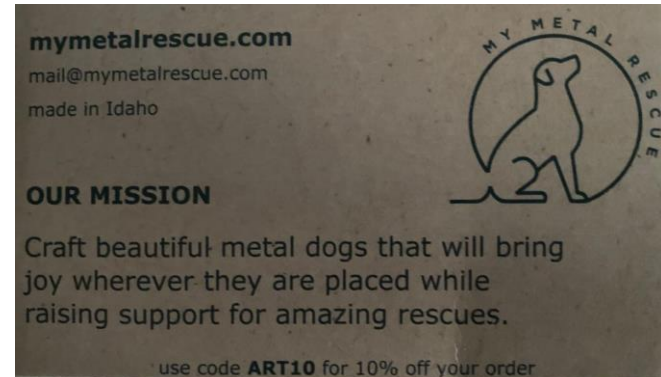 mymetalrescue.com
mail@mymetalrescue.com
made in Idaho
MY METAL RESCUE
OUR MISSION
Craft beautiful metal dogs that will bring
joy wherever they are placed while
raising support for amazing rescues.
use code ART10 for 10% off your order